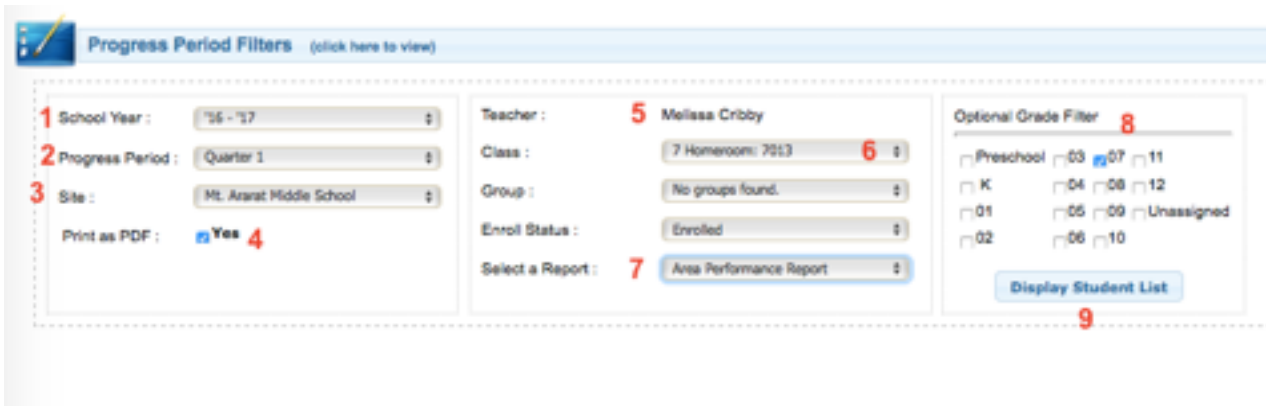 Progress Period Filters (click here to view)
1 School Year : '16 - '17
2 Progress Period : Quarter 1
3 Site : Mt. Ararat Middle School
Print as PDF : Yes 4
Teacher : 5 Melissa Cribby
Class : 7 Homeroom: 7013 6
Group : No groups found.
Enroll Status : Enrolled
Select a Report : 7 Area Performance Report
Optional Grade Filter 8
Preschool 03 07 11
K 04 08 12
01 05 09 Unassigned
02 06 10
Display Student List
9